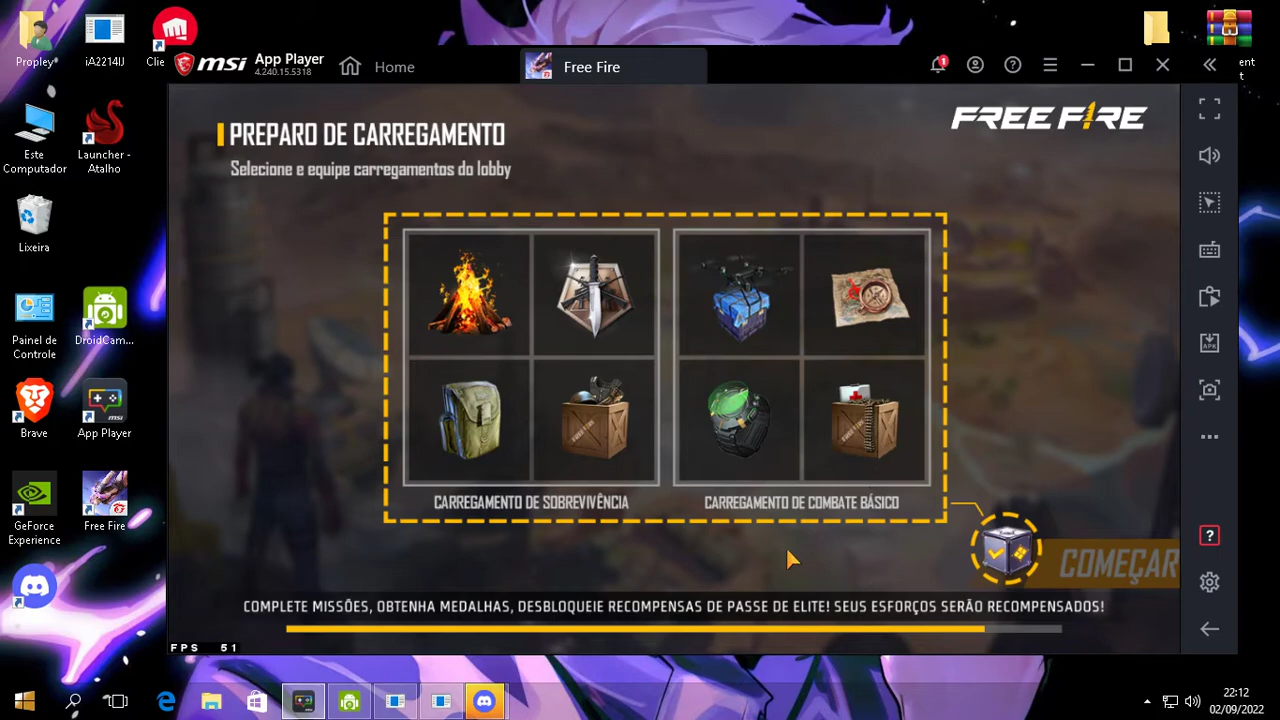 Propley
iA2214IJ
Clie
msi App Player
4.240.15.5318
Home
Free Fire
1
ent
t
FREE FIRE
PREPARO DE CARREGAMENTO
Selecione e equipe carregamentos do lobby
Este
Computador
Launcher -
Atalho
Lixeira
APK
Painel de
Controle
DroidCam...
Brave
msi
App Player
GeForce
Experience
Free Fire
CARREGAMENTO DE SOBREVIVÊNCIA
CARREGAMENTO DE COMBATE BÁSICO
?
COMEÇAR
COMPLETE MISSÕES, OBTENHA MEDALHAS, DESBLOQUEIE RECOMPENSAS DE PASSE DE ELITE! SEUS ESFORÇOS SERÃO RECOMPENSADOS!
FPS 51
22:12
02/09/2022